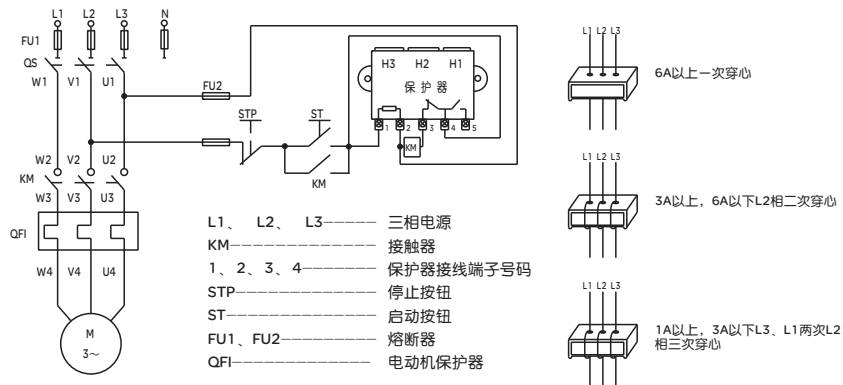 L1 L2 L3 N
FU1
QS
W1 V1 U1
FU2
STP ST
H3 H2 H1
保护器
1 2 3 4 5
KM
KM
W2 V2 U2
KM
W3 V3 U3
QFI
W4 V4 U4
M
3～
L1、 L2、 L3————— 三相电源
KM—————————— 接触器
1、2、3、4——————— 保护器接线端子号码
STP————————— 停止按钮
ST—————————— 启动按钮
FU1、FU2—————— 熔断器
QFI————————— 电动机保护器
L1 L2 L3
6A以上一次穿心
L1 L2 L3
3A以上，6A以下L2相二次穿心
L1 L2 L3
1A以上，3A以下L3、L1两次L2
相三次穿心